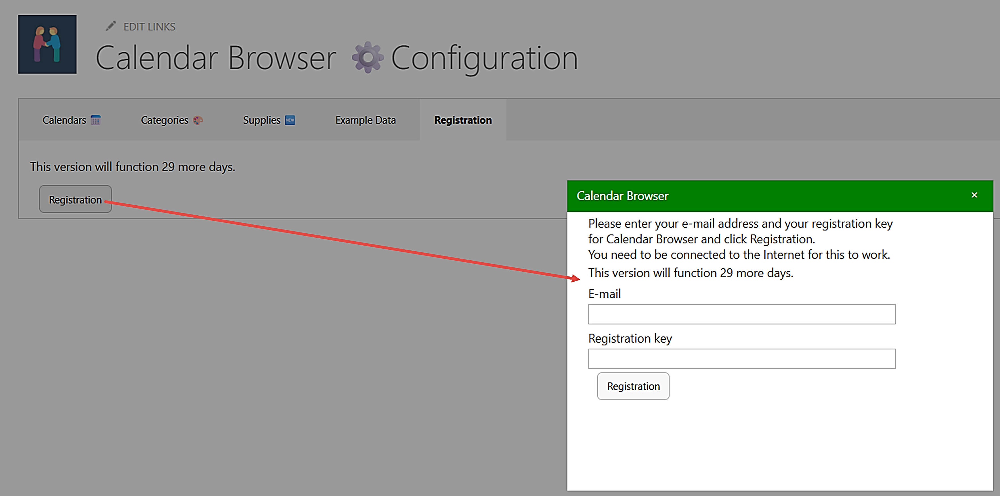 EDIT LINKS
Calendar Browser Configuration
Calendars Categories Supplies NEW Example Data Registration
This version will function 29 more days.
Registration
Calendar Browser ×
Please enter your e-mail address and your registration key
for Calendar Browser and click Registration.
You need to be connected to the Internet for this to work.
This version will function 29 more days.
E-mail
Registration key
Registration